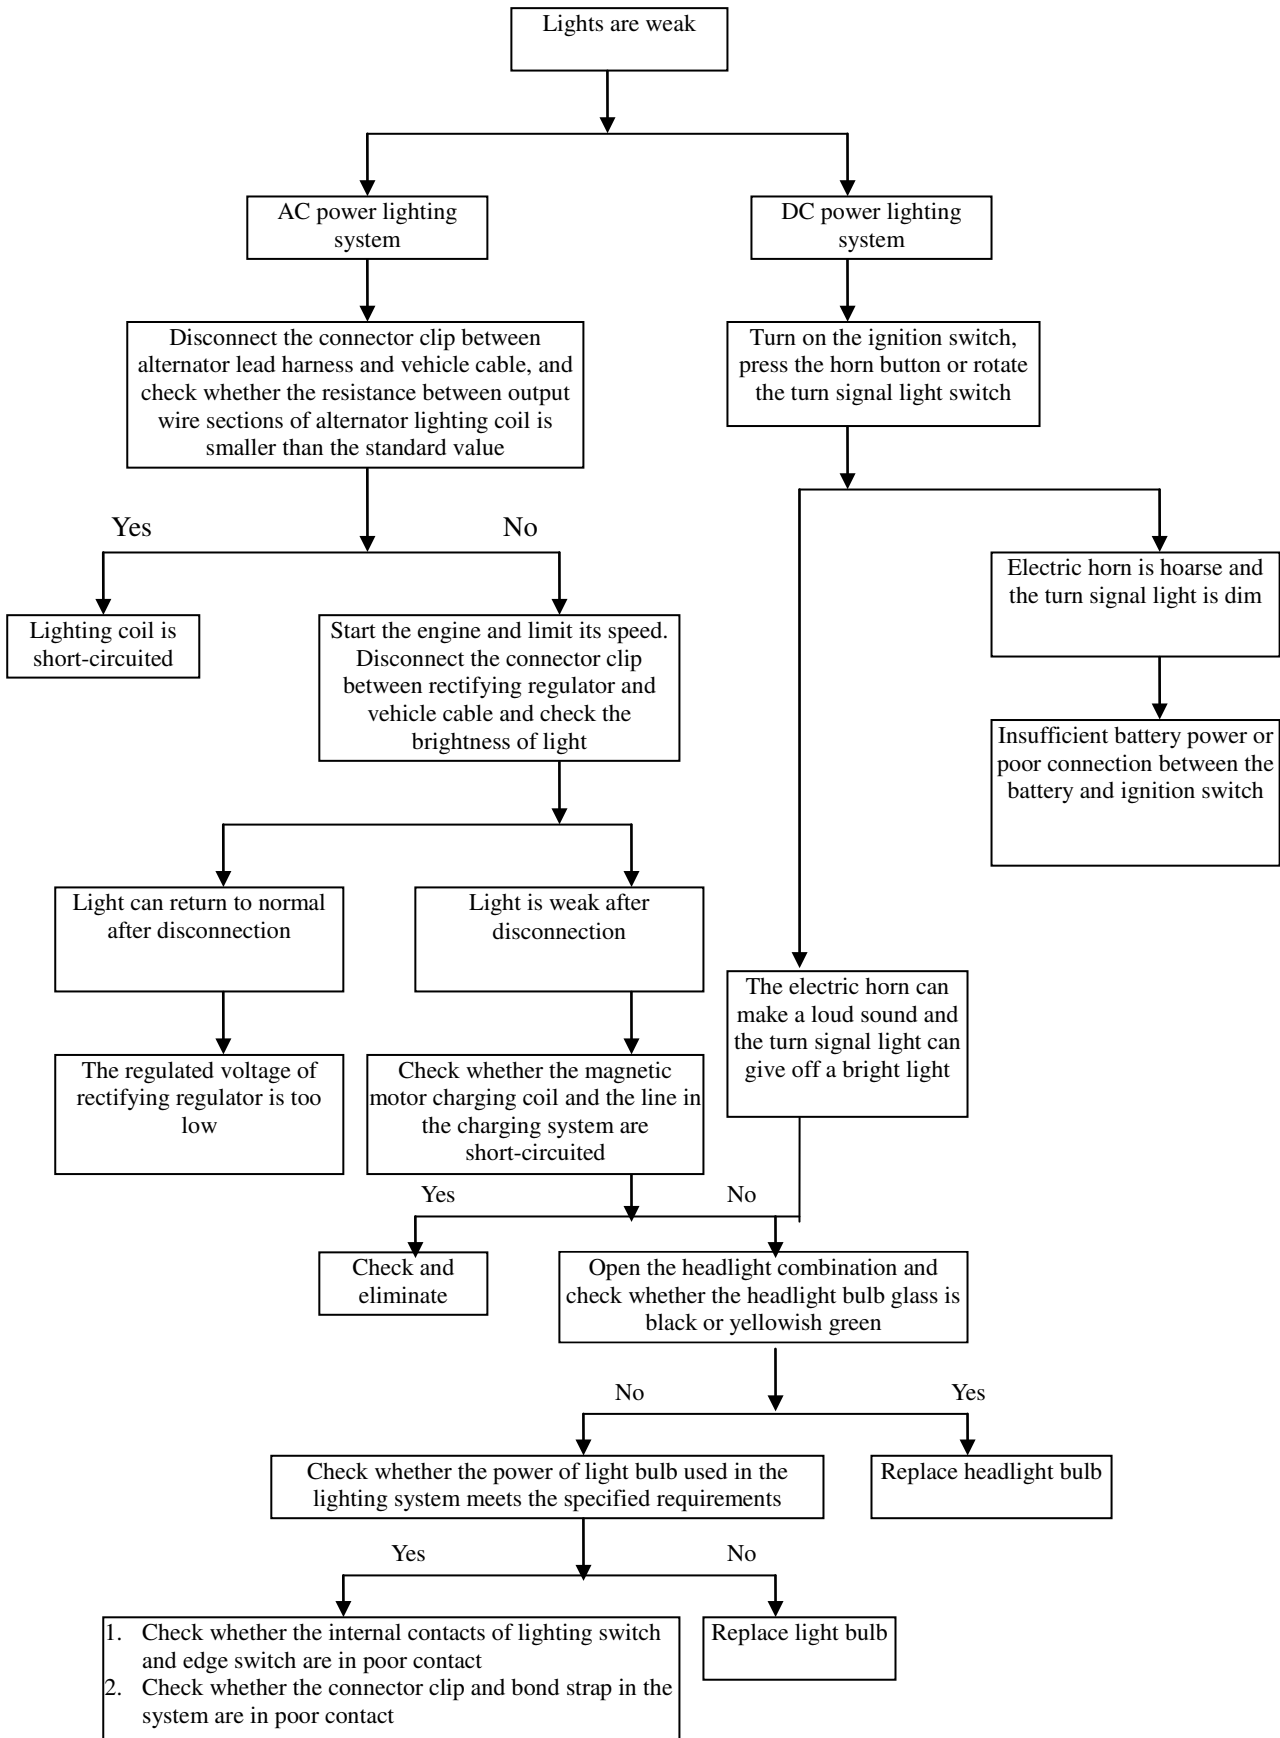 Lights are weak
AC power lighting
system
DC power lighting
system
Disconnect the connector clip between
alternator lead harness and vehicle cable, and
check whether the resistance between output
wire sections of alternator lighting coil is
smaller than the standard value
Turn on the ignition switch,
press the horn button or rotate
the turn signal light switch
Yes
No
Electric horn is hoarse and
the turn signal light is dim
Lighting coil is
short-circuited
Start the engine and limit its speed.
Disconnect the connector clip
between rectifying regulator and
vehicle cable and check the
brightness of light
Insufficient battery power or
poor connection between the
battery and ignition switch
Light can return to normal
after disconnection
Light is weak after
disconnection
The electric horn can
make a loud sound and
the turn signal light can
give off a bright light
The regulated voltage of
rectifying regulator is too
low
Check whether the magnetic
motor charging coil and the line in
the charging system are
short-circuited
Yes
No
Check and
eliminate
Open the headlight combination and
check whether the headlight bulb glass is
black or yellowish green
No
Yes
Check whether the power of light bulb used in the
lighting system meets the specified requirements
Replace headlight bulb
Yes
No
1. Check whether the internal contacts of lighting switch
and edge switch are in poor contact
2. Check whether the connector clip and bond strap in the
system are in poor contact
Replace light bulb